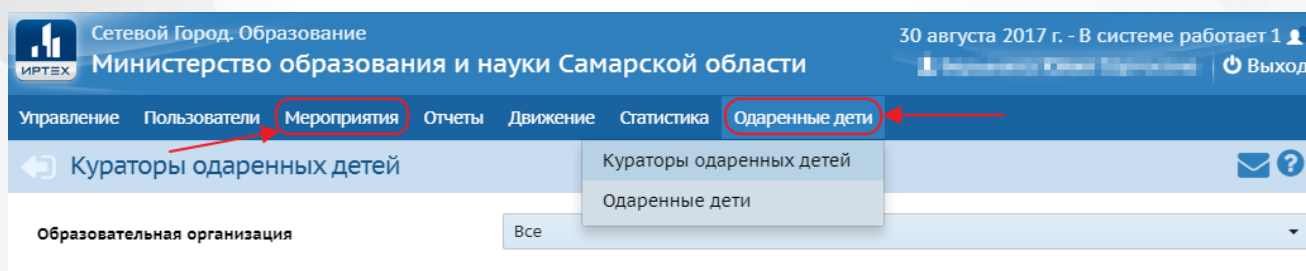 Сетевой Город. Образование
30 августа 2017 г. - В системе работает 1
ИРТЕХ
Министерство образования и науки Самарской области
Выход
Управление Пользователи Мероприятия Отчеты Движение Статистика Одаренные дети
Кураторы одаренных детей
Кураторы одаренных детей
?
Одаренные дети
Образовательная организация
Все